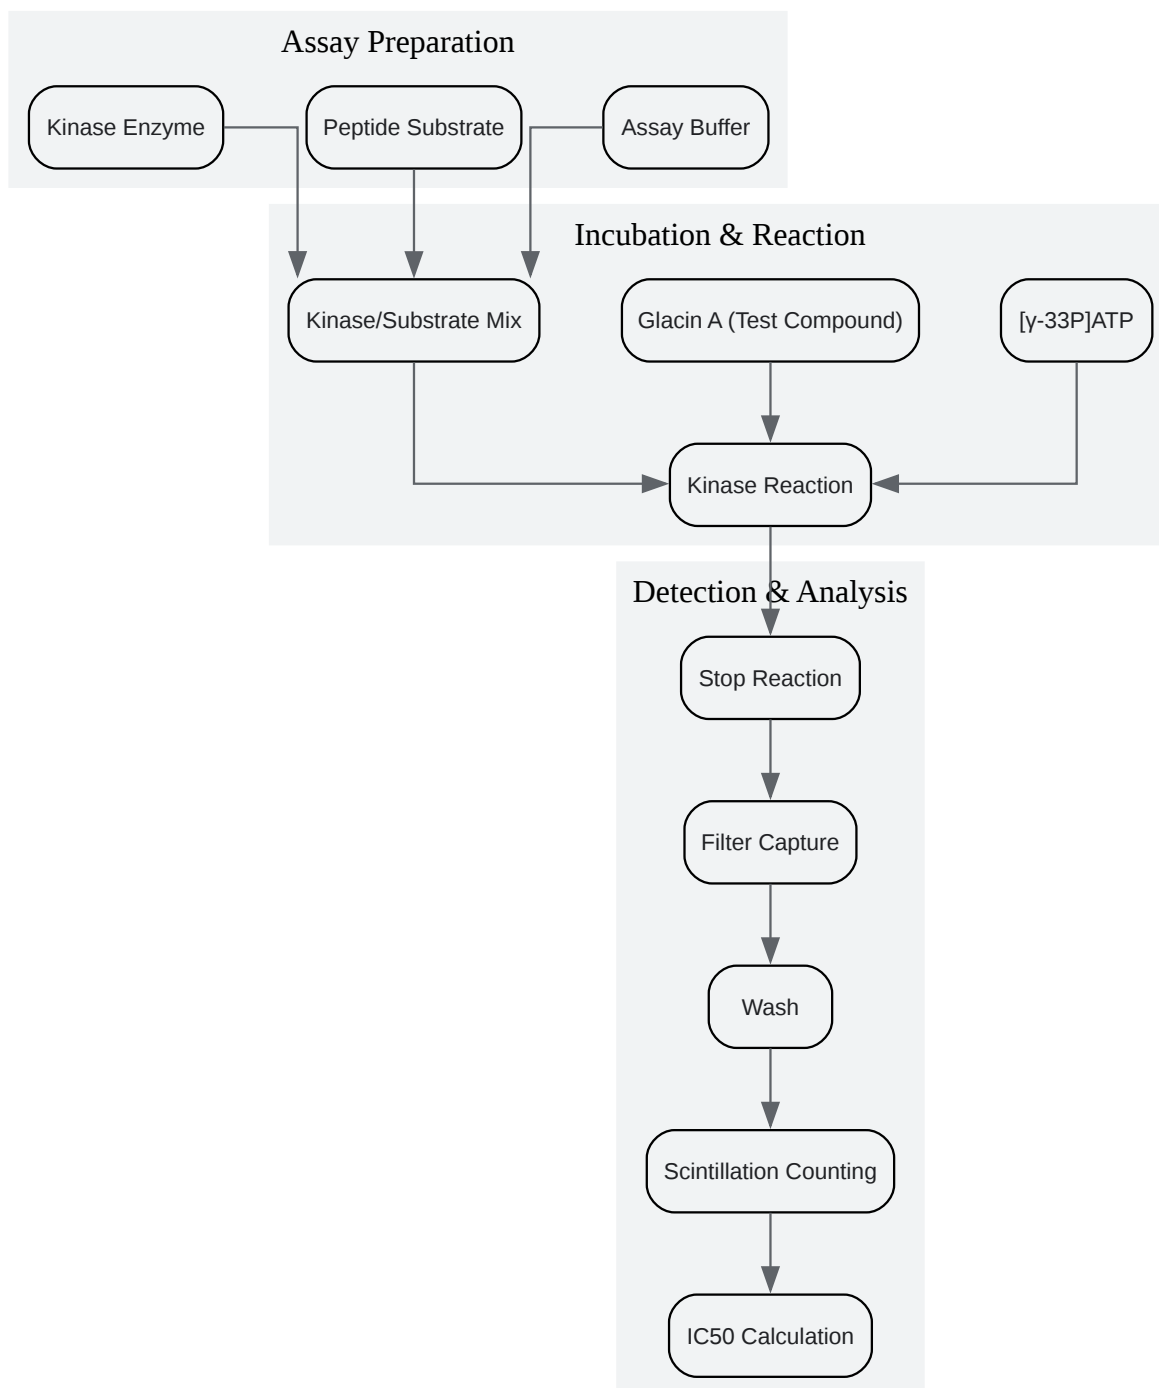 Assay Preparation
Kinase Enzyme
Peptide Substrate
Assay Buffer
Incubation & Reaction
Kinase/Substrate Mix
Glacin A (Test Compound)
[γ-33P]ATP
Kinase Reaction
Detection & Analysis
Stop Reaction
Filter Capture
Wash
Scintillation Counting
IC50 Calculation